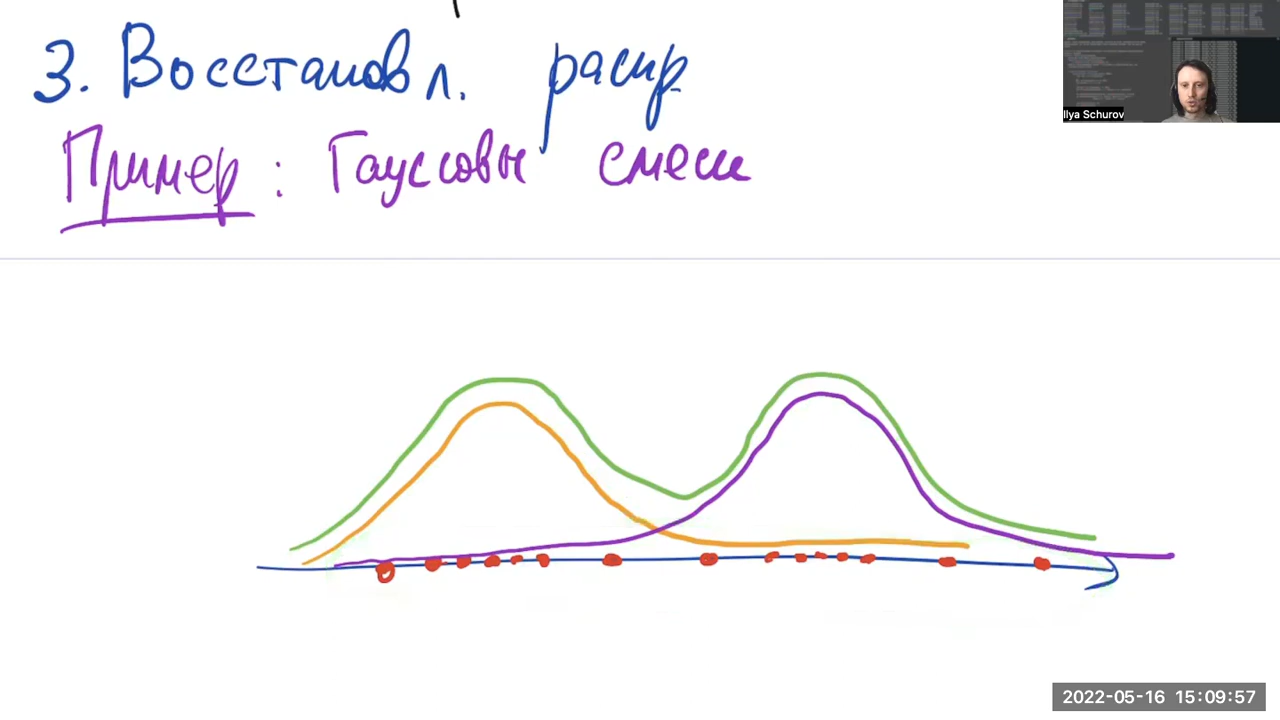 3. Восстановл. распр.
Пример: Гауссовы смеси
Ilya Schurov
2022-05-16 15:09:57